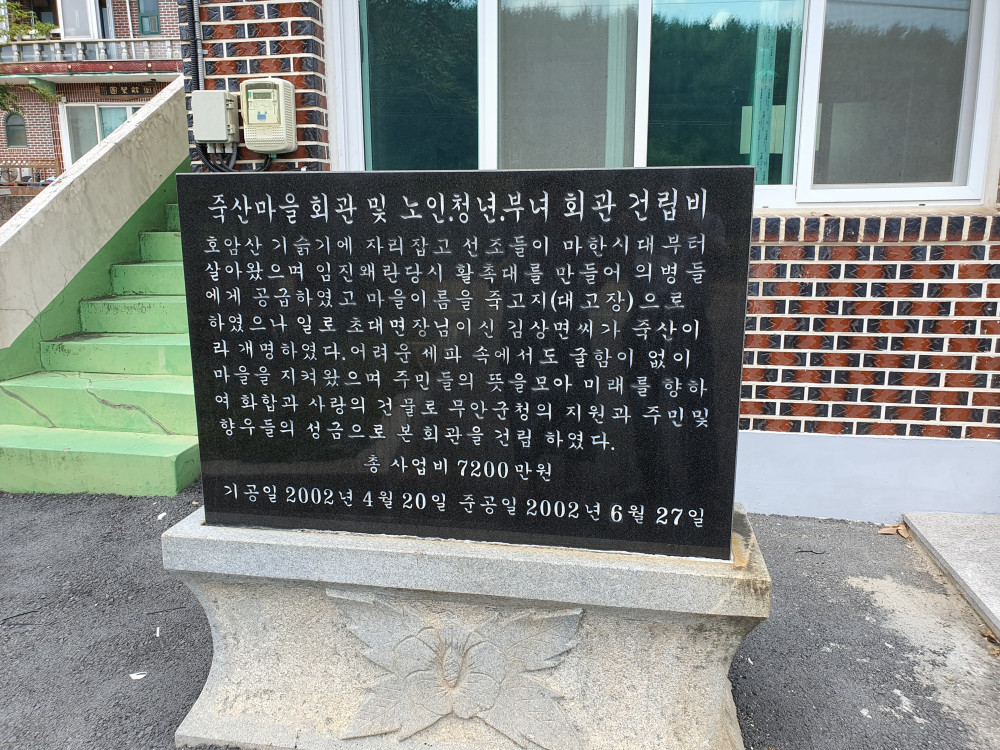 죽산마을회관 및 노인.청년.부녀 회관 건립비
호암산 기슭기에 자리잡고 선조들이 마한시대 부터
살아왔으며 임진왜란당시 활촉대를 만들어 의병들
에게 공급하였고 마을이름을 죽고지(대고장)으로
하였으나 일로 초대면장님이신 김상면씨가 죽산이
라 개명하였다.어려운 세파 속에서도 굴함이 없이
마을을 지켜왔으며 주민들의 뜻을모아 미래를 향하
여 화합과 사랑의 건물로 무안군청의 지원과 주민및
향우들의 성금으로 본회관을 건립 하였다.
총 사업비 7200만원
기공일 2002년 4월 20일 준공일 2002년 6월 27일